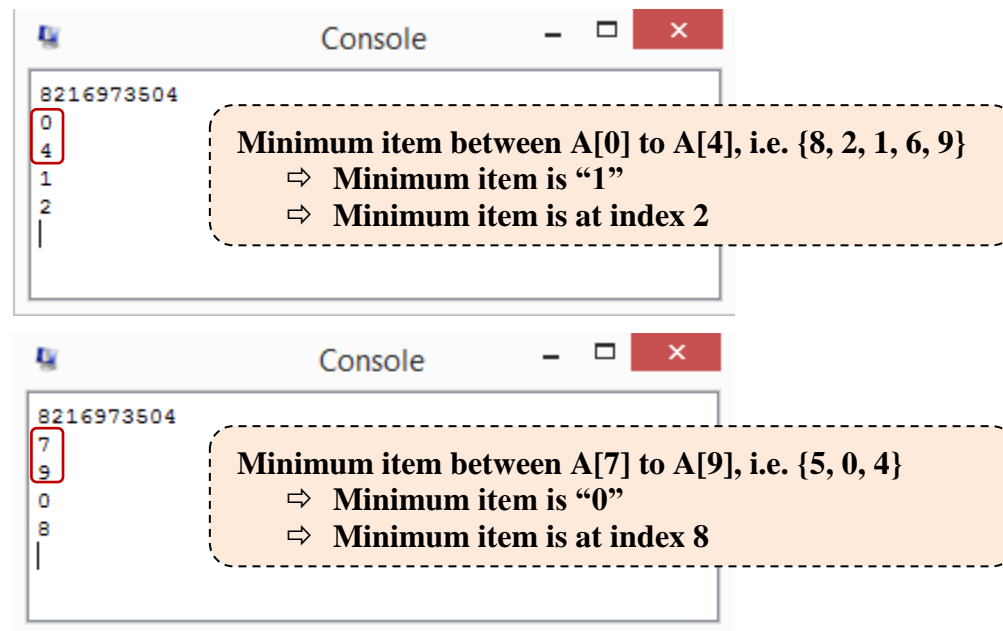 Console
8216973504
0
4
1
2
Minimum item between A[0] to A[4], i.e. {8, 2, 1, 6, 9}
⇨ Minimum item is “1”
⇨ Minimum item is at index 2
Console
8216973504
7
9
0
8
Minimum item between A[7] to A[9], i.e. {5, 0, 4}
⇨ Minimum item is “0”
⇨ Minimum item is at index 8